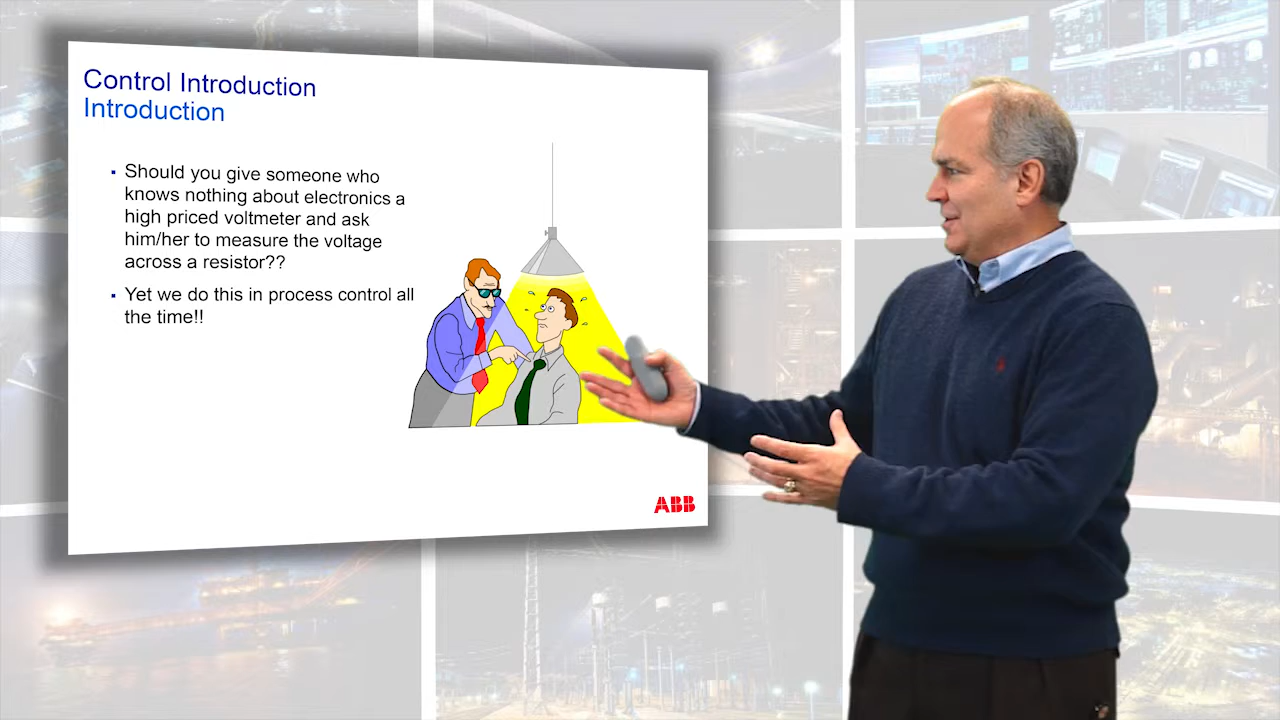 Control Introduction
Introduction
Should you give someone who
knows nothing about electronics a
high priced voltmeter and ask
him/her to measure the voltage
across a resistor??
Yet we do this in process control all
the time!!
ABB